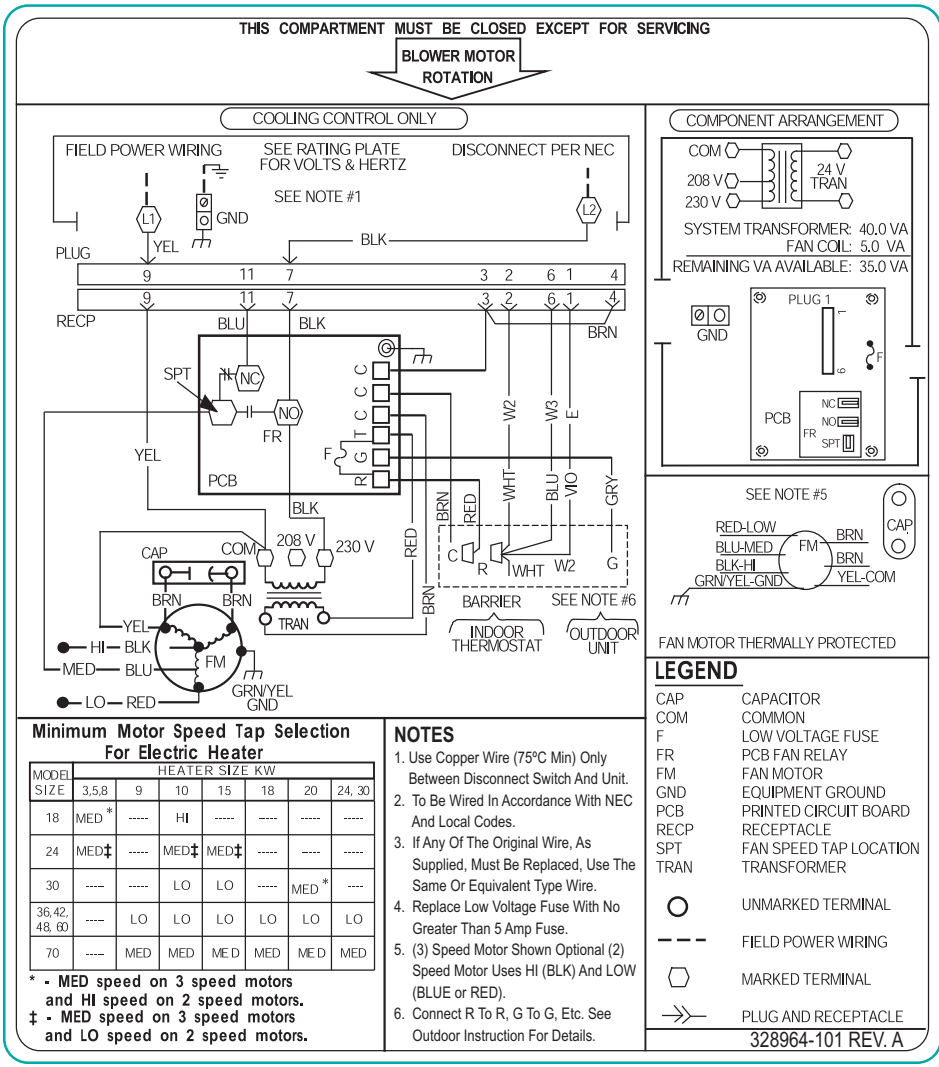 THIS COMPARTMENT MUST BE CLOSED EXCEPT FOR SERVICING
BLOWER MOTOR
ROTATION
COOLING CONTROL ONLY
FIELD POWER WIRING
SEE RATING PLATE
FOR VOLTS & HERTZ
DISCONNECT PER NEC
SEE NOTE #1
L1
GND
L2
YEL
BLK
PLUG
9 11 7 3 2 6 1 4
9 11 7 3 2 6 1 4
RECP
BLU
BLK
BRN
SPT
NC
NO
FR
PCB
F
C
C
C
T
G
R
YEL
BLK
W2
W3
E
WHT
BLU
VIO
GRY
BRN
RED
RED
BRN
C
R
WHT
W2
G
BARRIER
SEE NOTE #6
INDOOR
THERMOSTAT
OUTDOOR
UNIT
CAP
COM
208 V
230 V
BRN
BRN
TRAN
YEL
HI
BLK
MED
BLU
FM
LO
RED
GRN/YEL
GND
COMPONENT ARRANGEMENT
COM
208 V
230 V
24 V
TRAN
SYSTEM TRANSFORMER: 40.0 VA
FAN COIL: 5.0 VA
REMAINING VA AVAILABLE: 35.0 VA
GND
PLUG 1
1
6
F
PCB
NC
NO
FR
SPT
SEE NOTE #5
RED-LOW
BLU-MED
BLK-HI
GRN/YEL-GND
FM
BRN
BRN
YEL-COM
CAP
FAN MOTOR THERMALLY PROTECTED
LEGEND
CAP CAPACITOR
COM COMMON
F LOW VOLTAGE FUSE
FR PCB FAN RELAY
FM FAN MOTOR
GND EQUIPMENT GROUND
PCB PRINTED CIRCUIT BOARD
RECP RECEPTACLE
SPT FAN SPEED TAP LOCATION
TRAN TRANSFORMER
UNMARKED TERMINAL
FIELD POWER WIRING
MARKED TERMINAL
PLUG AND RECEPTACLE
328964-101 REV. A
Minimum Motor Speed Tap Selection
For Electric Heater
MODEL SIZE
HEATER SIZE KW
3,5,8 9 10 15 18 20 24, 30
18 MED * ----- HI ----- ----- ----- -----
24 MED‡ ----- MED‡ MED‡ ----- ----- -----
30 ----- ----- LO LO ----- MED * ----
36,42, 48, 60 ----- LO LO LO LO LO LO
70 ----- MED MED MED MED MED MED
* - MED speed on 3 speed motors
and HI speed on 2 speed motors.
‡ - MED speed on 3 speed motors
and LO speed on 2 speed motors.
NOTES
1. Use Copper Wire (75ºC Min) Only
Between Disconnect Switch And Unit.
2. To Be Wired In Accordance With NEC
And Local Codes.
3. If Any Of The Original Wire, As
Supplied, Must Be Replaced, Use The
Same Or Equivalent Type Wire.
4. Replace Low Voltage Fuse With No
Greater Than 5 Amp Fuse.
5. (3) Speed Motor Shown Optional (2)
Speed Motor Uses HI (BLK) And LOW
(BLUE or RED).
6. Connect R To R, G To G, Etc. See
Outdoor Instruction For Details.